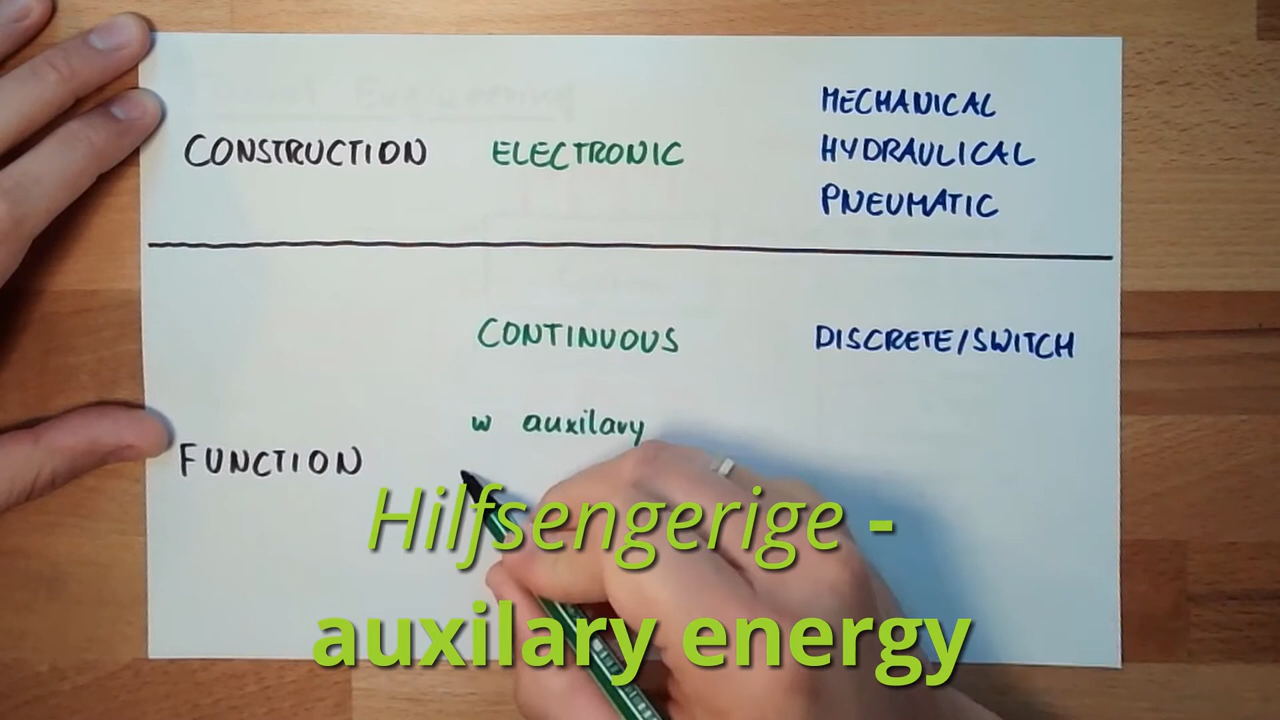 CONSTRUCTION ELECTRONIC
MECHANICAL
HYDRAULICAL
PNEUMATIC
CONTINUOUS DISCRETE/SWITCH
w auxilary
FUNCTION
Hilfsengerige -
auxilary energy